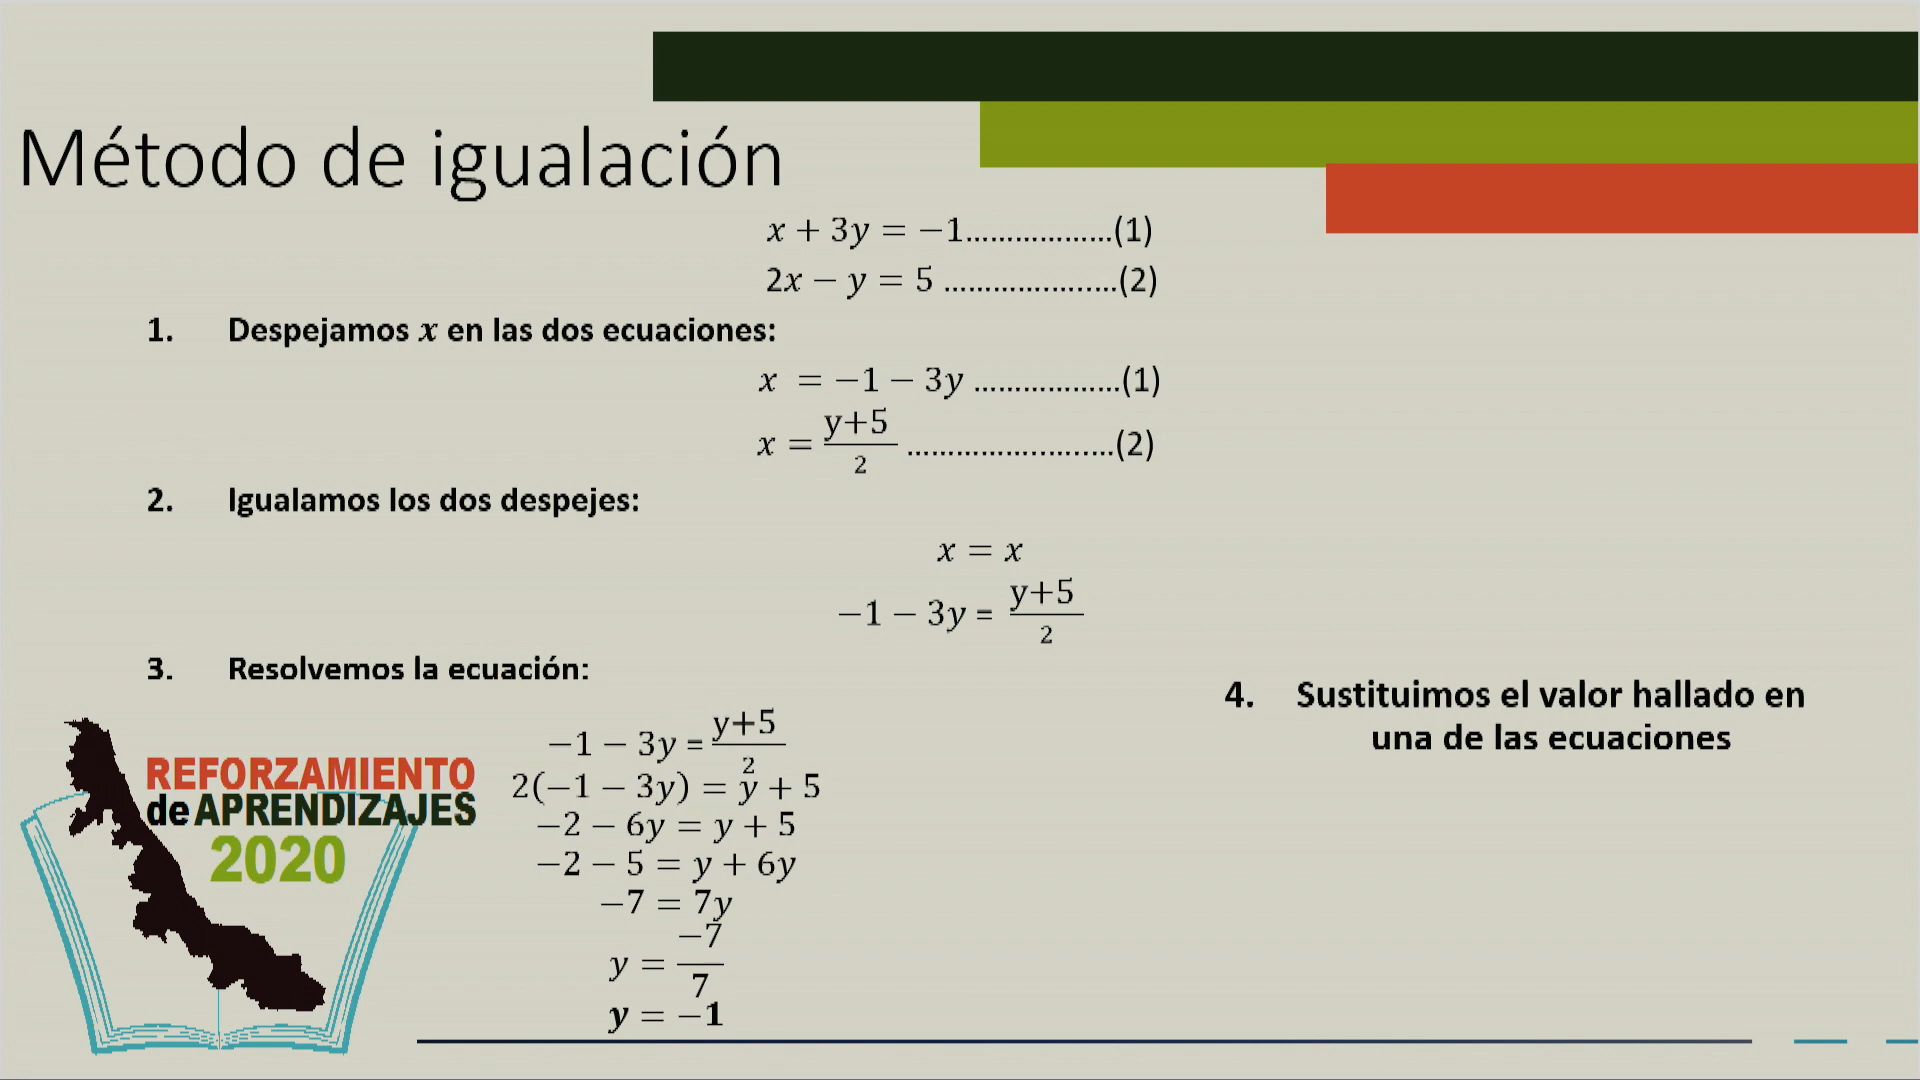 Método de igualación
x + 3y = −1..................(1)
2x − y = 5 .....................(2)
1. Despejamos x en las dos ecuaciones:
x = −1 − 3y ..................(1)
x = y+5/2 .........................(2)
2. Igualamos los dos despejes:
x = x
−1 − 3y = y+5/2
3. Resolvemos la ecuación:
−1 − 3y = y+5/2
2(−1 − 3y) = y + 5
−2 − 6y = y + 5
−2 − 5 = y + 6y
−7 = 7y
y = −7/7
y = −1
4. Sustituimos el valor hallado en
una de las ecuaciones
REFORZAMIENTO
de APRENDIZAJES
2020